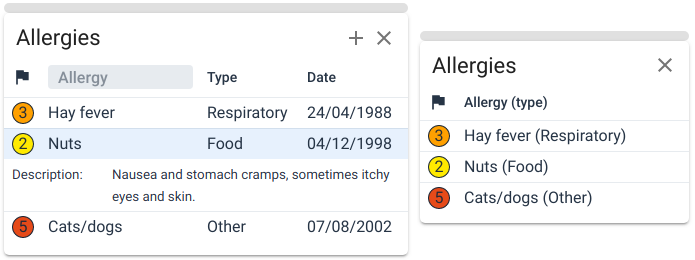 Allergies
Allergy Type Date
3 Hay fever Respiratory 24/04/1988
2 Nuts Food 04/12/1998
Description: Nausea and stomach cramps, sometimes itchy
eyes and skin.
5 Cats/dogs Other 07/08/2002
Allergies
Allergy (type)
3 Hay fever (Respiratory)
2 Nuts (Food)
5 Cats/dogs (Other)